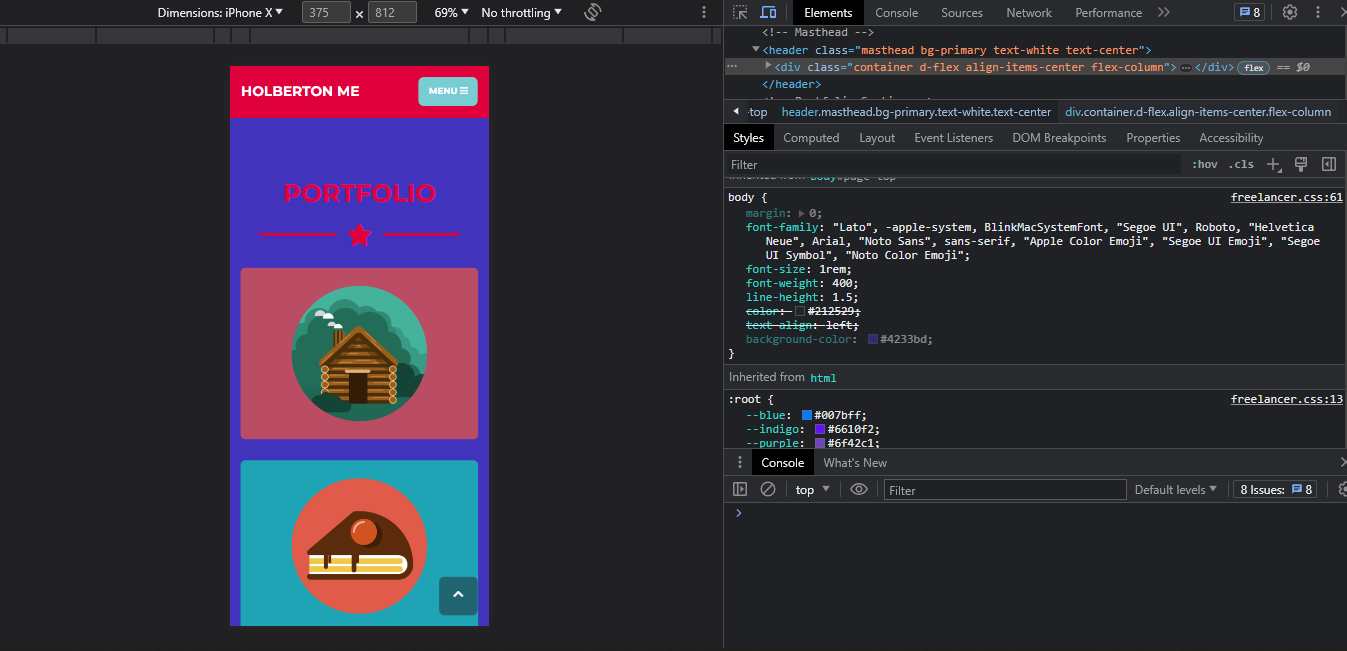 Dimensions: iPhone X 375 × 812 69% No throttling
HOLBERTON ME
MENU
PORTFOLIO
Elements Console Sources Network Performance 8
<!-- Masthead -->
<header class="masthead bg-primary text-white text-center">
<div class="container d-flex align-items-center flex-column"> </div> flex == $0
</header>
top header.masthead.bg-primary.text-white.text-center div.container.d-flex.align-items-center.flex-column
Styles Computed Layout Event Listeners DOM Breakpoints Properties Accessibility
Filter :hov .cls
Inherited from body#page-top
body { freelancer.css:61
margin: 0;
font-family: "Lato", -apple-system, BlinkMacSystemFont, "Segoe UI", Roboto, "Helvetica
Neue", Arial, "Noto Sans", sans-serif, "Apple Color Emoji", "Segoe UI Emoji", "Segoe
UI Symbol", "Noto Color Emoji";
font-size: 1rem;
font-weight: 400;
line-height: 1.5;
color: #212529;
text-align: left;
background-color: #4233bd;
}
Inherited from html
:root { freelancer.css:13
--blue: #007bff;
--indigo: #6610f2;
--purple: #6f42c1;
Console What's New
top Filter Default levels 8 Issues: 8